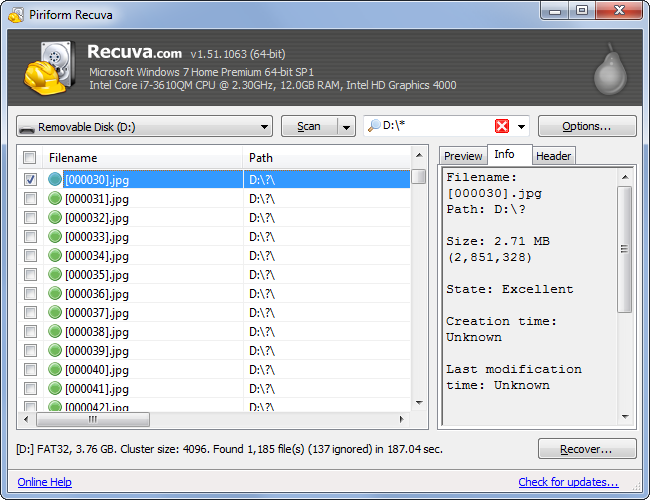 Piriform Recuva
Recuva.com v1.51.1063 (64-bit)
Microsoft Windows 7 Home Premium 64-bit SP1
Intel Core i7-3610QM CPU @ 2.30GHz, 12.0GB RAM, Intel HD Graphics 4000
Removable Disk (D:) Scan D:\* Options...
Filename Path
[000030].jpg D:\?\
[000031].jpg D:\?\
[000032].jpg D:\?\
[000033].jpg D:\?\
[000034].jpg D:\?\
[000035].jpg D:\?\
[000036].jpg D:\?\
[000037].jpg D:\?\
[000038].jpg D:\?\
[000039].jpg D:\?\
[000040].jpg D:\?\
[000041].jpg D:\?\
[000042].jpg D:\?\
Preview Info Header
Filename:
[000030].jpg
Path: D:\?
Size: 2.71 MB
(2,851,328)
State: Excellent
Creation time:
Unknown
Last modification
time: Unknown
[D:] FAT32, 3.76 GB. Cluster size: 4096. Found 1,185 file(s) (137 ignored) in 187.04 sec.
Recover...
Online Help Check for updates...